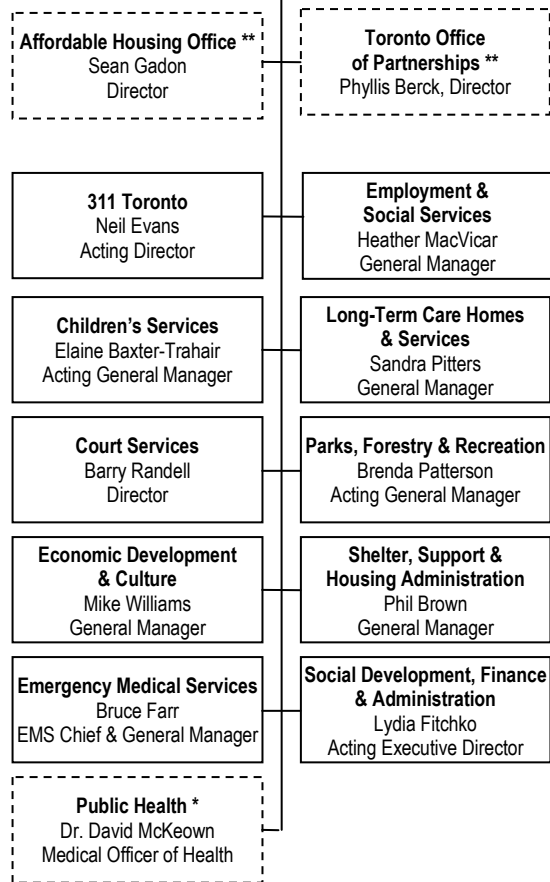 Affordable Housing Office **
Sean Gadon
Director
Toronto Office
of Partnerships **
Phyllis Berck, Director
311 Toronto
Neil Evans
Acting Director
Employment &
Social Services
Heather MacVicar
General Manager
Children's Services
Elaine Baxter-Trahair
Acting General Manager
Long-Term Care Homes
& Services
Sandra Pitters
General Manager
Court Services
Barry Randell
Director
Parks, Forestry & Recreation
Brenda Patterson
Acting General Manager
Economic Development
& Culture
Mike Williams
General Manager
Shelter, Support &
Housing Administration
Phil Brown
General Manager
Emergency Medical Services
Bruce Farr
EMS Chief & General Manager
Social Development, Finance
& Administration
Lydia Fitchko
Acting Executive Director
Public Health *
Dr. David McKeown
Medical Officer of Health